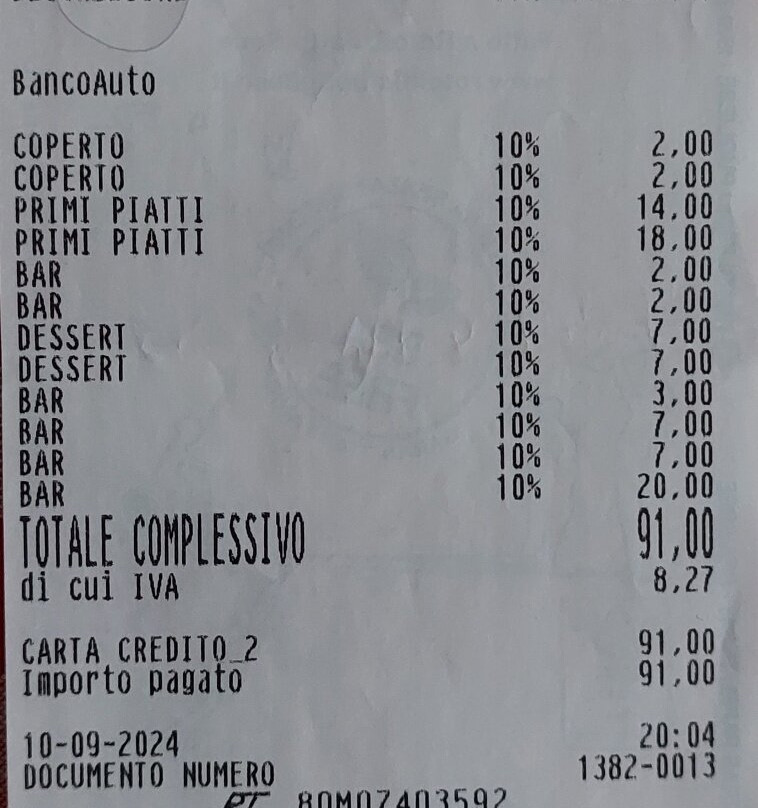 BancoAuto
COPERTO 10% 2,00
COPERTO 10% 2,00
PRIMI PIATTI 10% 14,00
PRIMI PIATTI 10% 18,00
BAR 10% 2,00
BAR 10% 2,00
DESSERT 10% 7,00
DESSERT 10% 7,00
BAR 10% 3,00
BAR 10% 7,00
BAR 10% 7,00
BAR 10% 20,00
TOTALE COMPLESSIVO 91,00
di cui IVA 8,27
CARTA CREDITO_2 91,00
Importo pagato 91,00
10-09-2024 20:04
DOCUMENTO NUMERO 1382-0013
RT 80M07403592